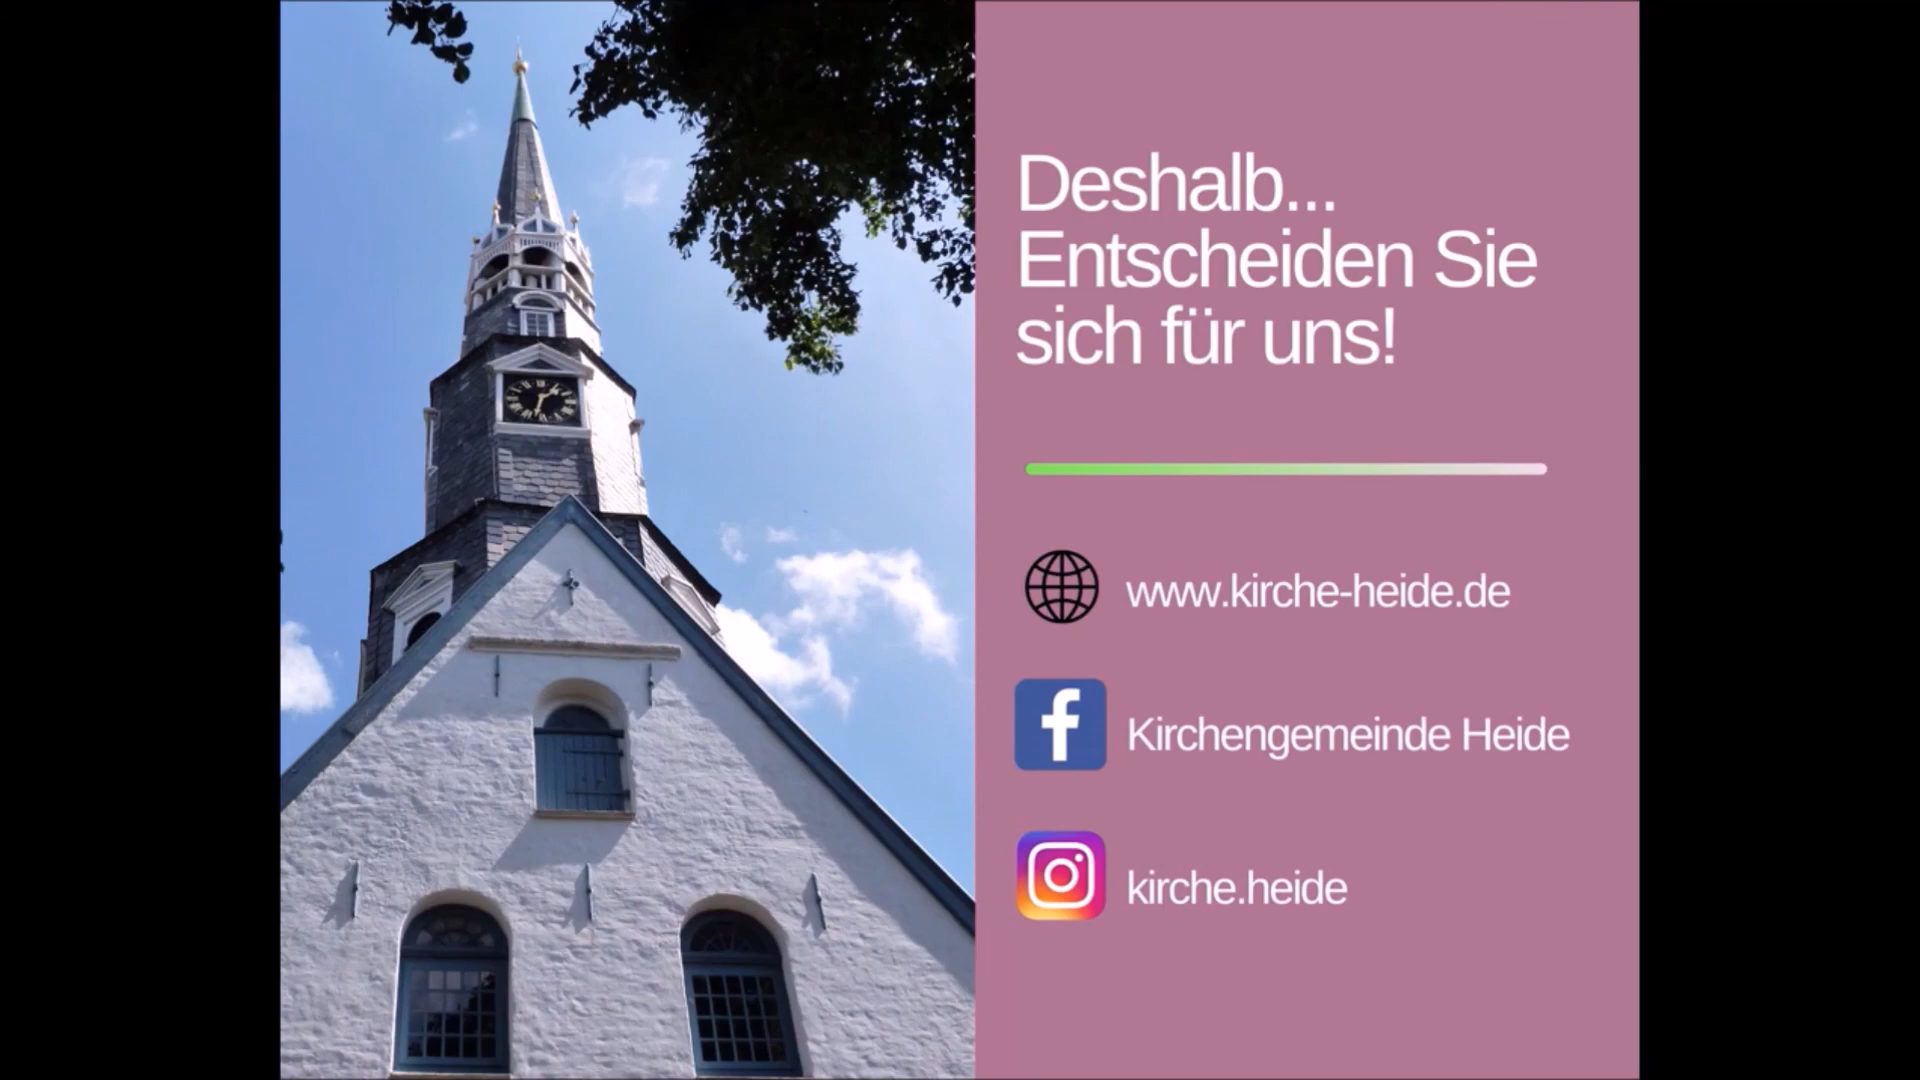 Deshalb...
Entscheiden Sie
sich für uns!
www.kirche-heide.de
Kirchengemeinde Heide
kirche.heide